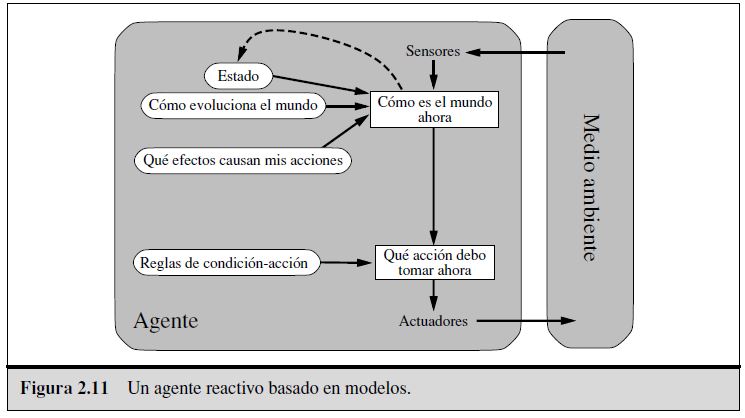 Sensores
Estado
Cómo evoluciona el mundo
Cómo es el mundo
ahora
Qué efectos causan mis acciones
Reglas de condición-acción
Qué acción debo
tomar ahora
Agente
Actuadores
Medio ambiente
Figura 2.11 Un agente reactivo basado en modelos.